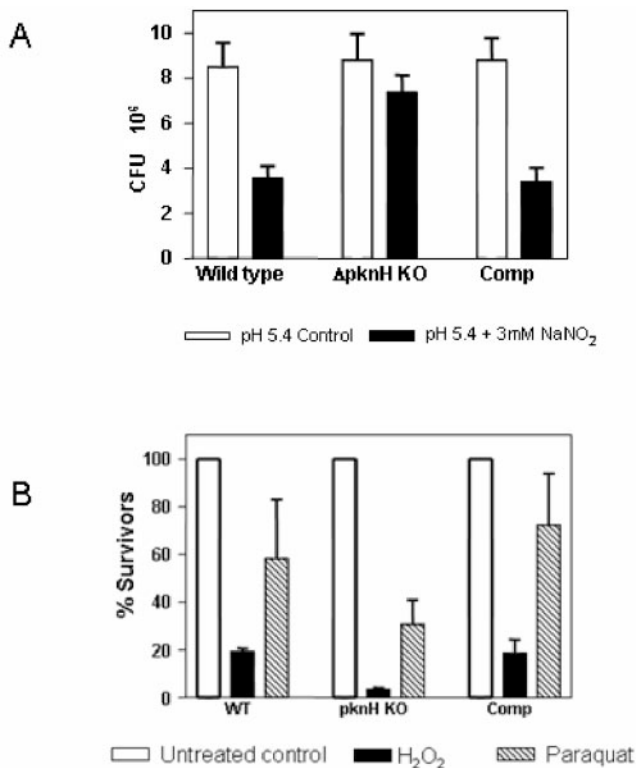 A
10
8
6
4
2
0
CFU 10⁶
Wild type ΔpknH KO Comp
pH 5.4 Control pH 5.4 + 3mM NaNO₂
B
100
80
60
40
20
0
% Survivors
WT pknH KO Comp
Untreated control H₂O₂ Paraquat